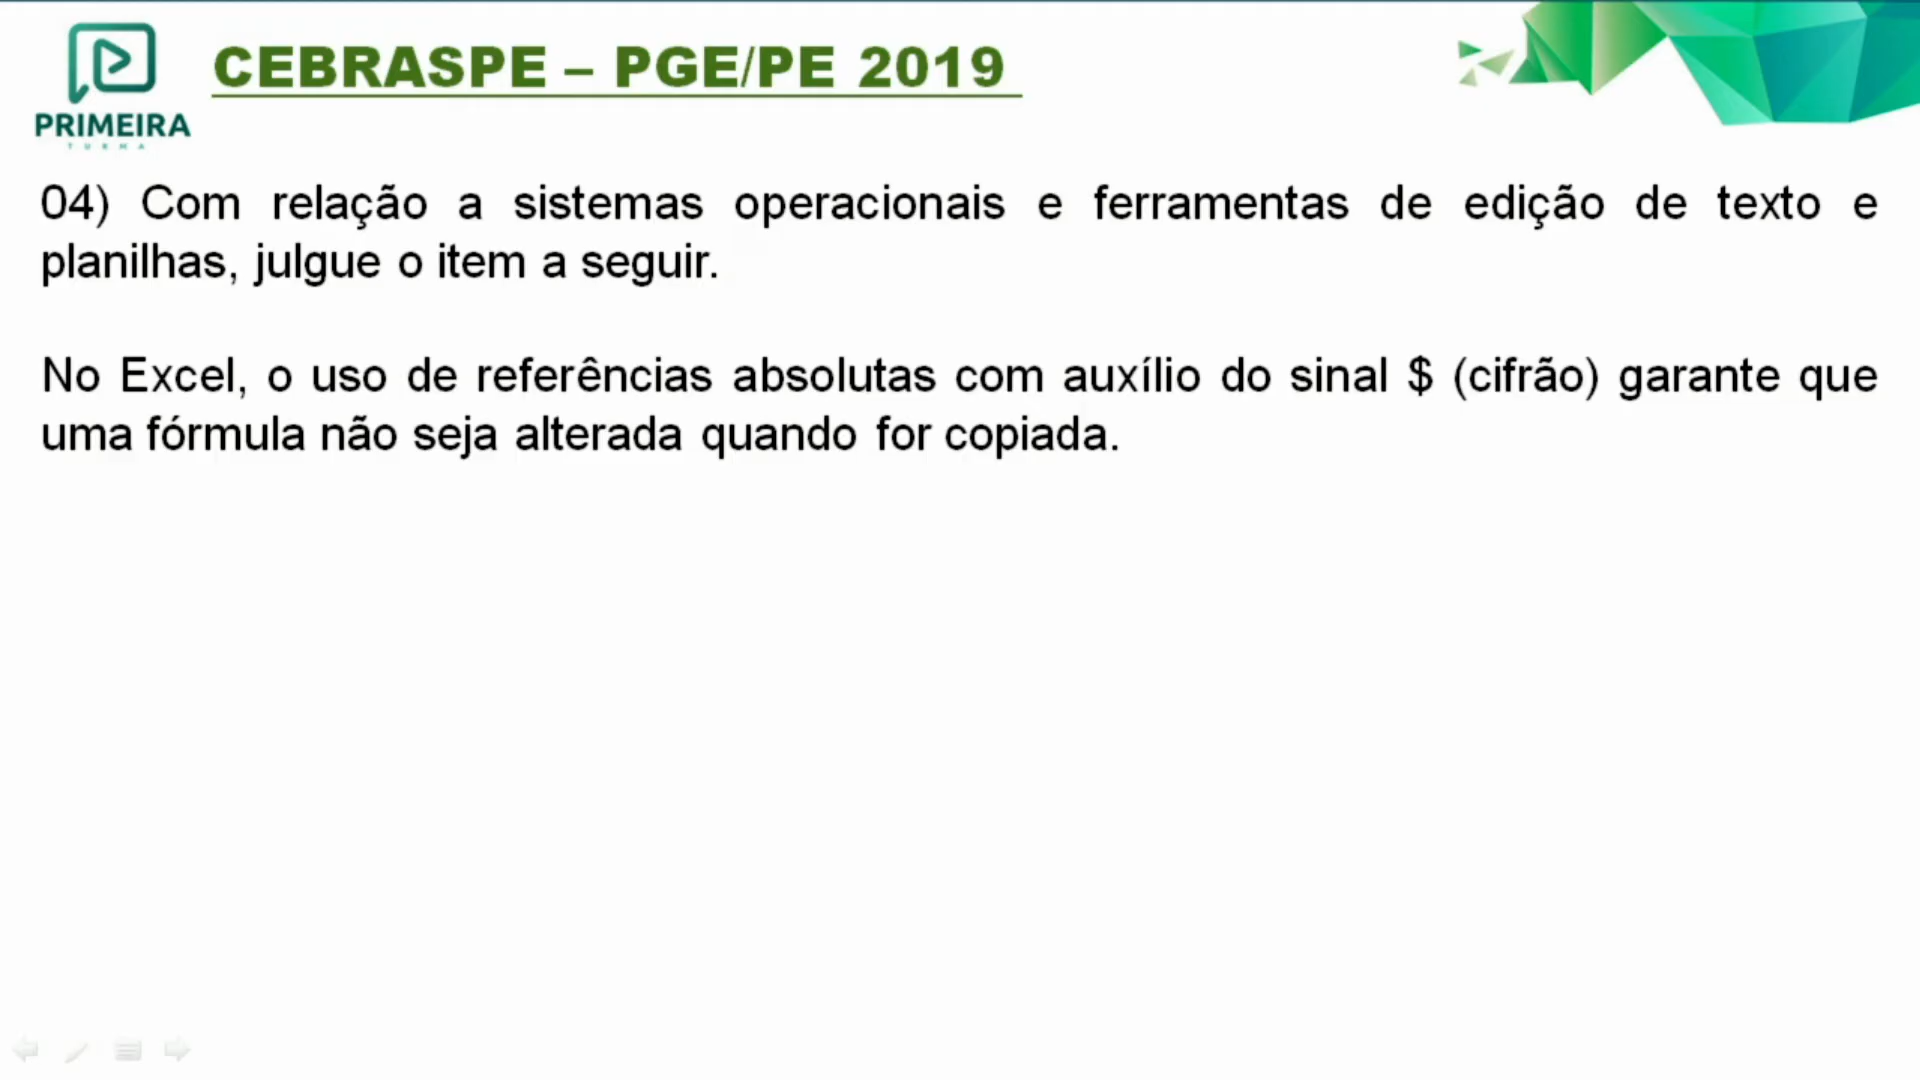 PRIMEIRA
TURMA
CEBRASPE – PGE/PE 2019
04) Com relação a sistemas operacionais e ferramentas de edição de texto e
planilhas, julgue o item a seguir.
No Excel, o uso de referências absolutas com auxílio do sinal $ (cifrão) garante que
uma fórmula não seja alterada quando for copiada.